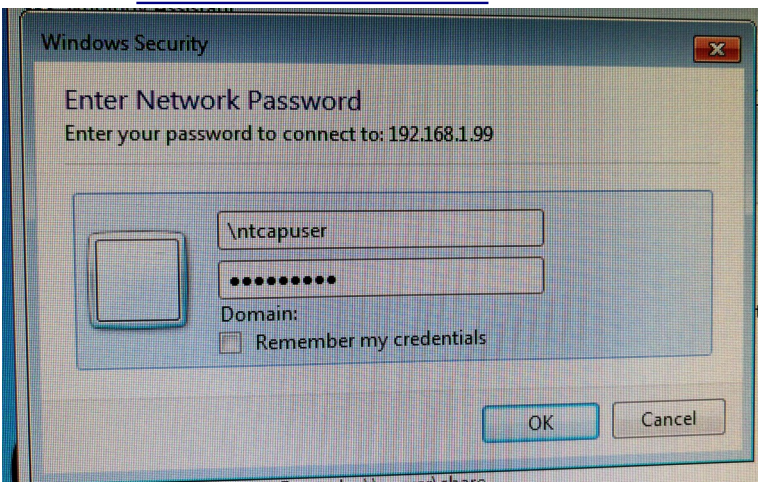 Windows Security
Enter Network Password
Enter your password to connect to: 192.168.1.99
\ntcapuser
•••••••••
Domain:
Remember my credentials
OK
Cancel